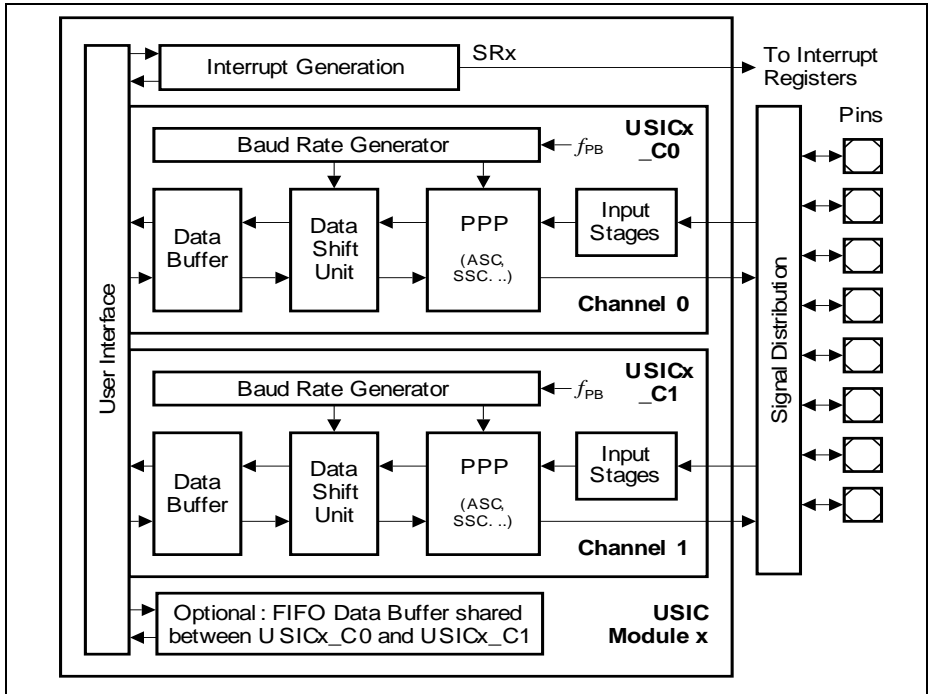 Interrupt Generation
SRx
To Interrupt
Registers
Pins
User Interface
Baud Rate Generator
fPB
USICx
_C0
Data
Buffer
Data
Shift
Unit
PPP
(ASC,
SSC. ..)
Input
Stages
Channel 0
Signal Distribution
Baud Rate Generator
fPB
USICx
_C1
Data
Buffer
Data
Shift
Unit
PPP
(ASC,
SSC. ..)
Input
Stages
Channel 1
Optional : FIFO Data Buffer shared
between USICx_C0 and USICx_C1
USIC
Module x